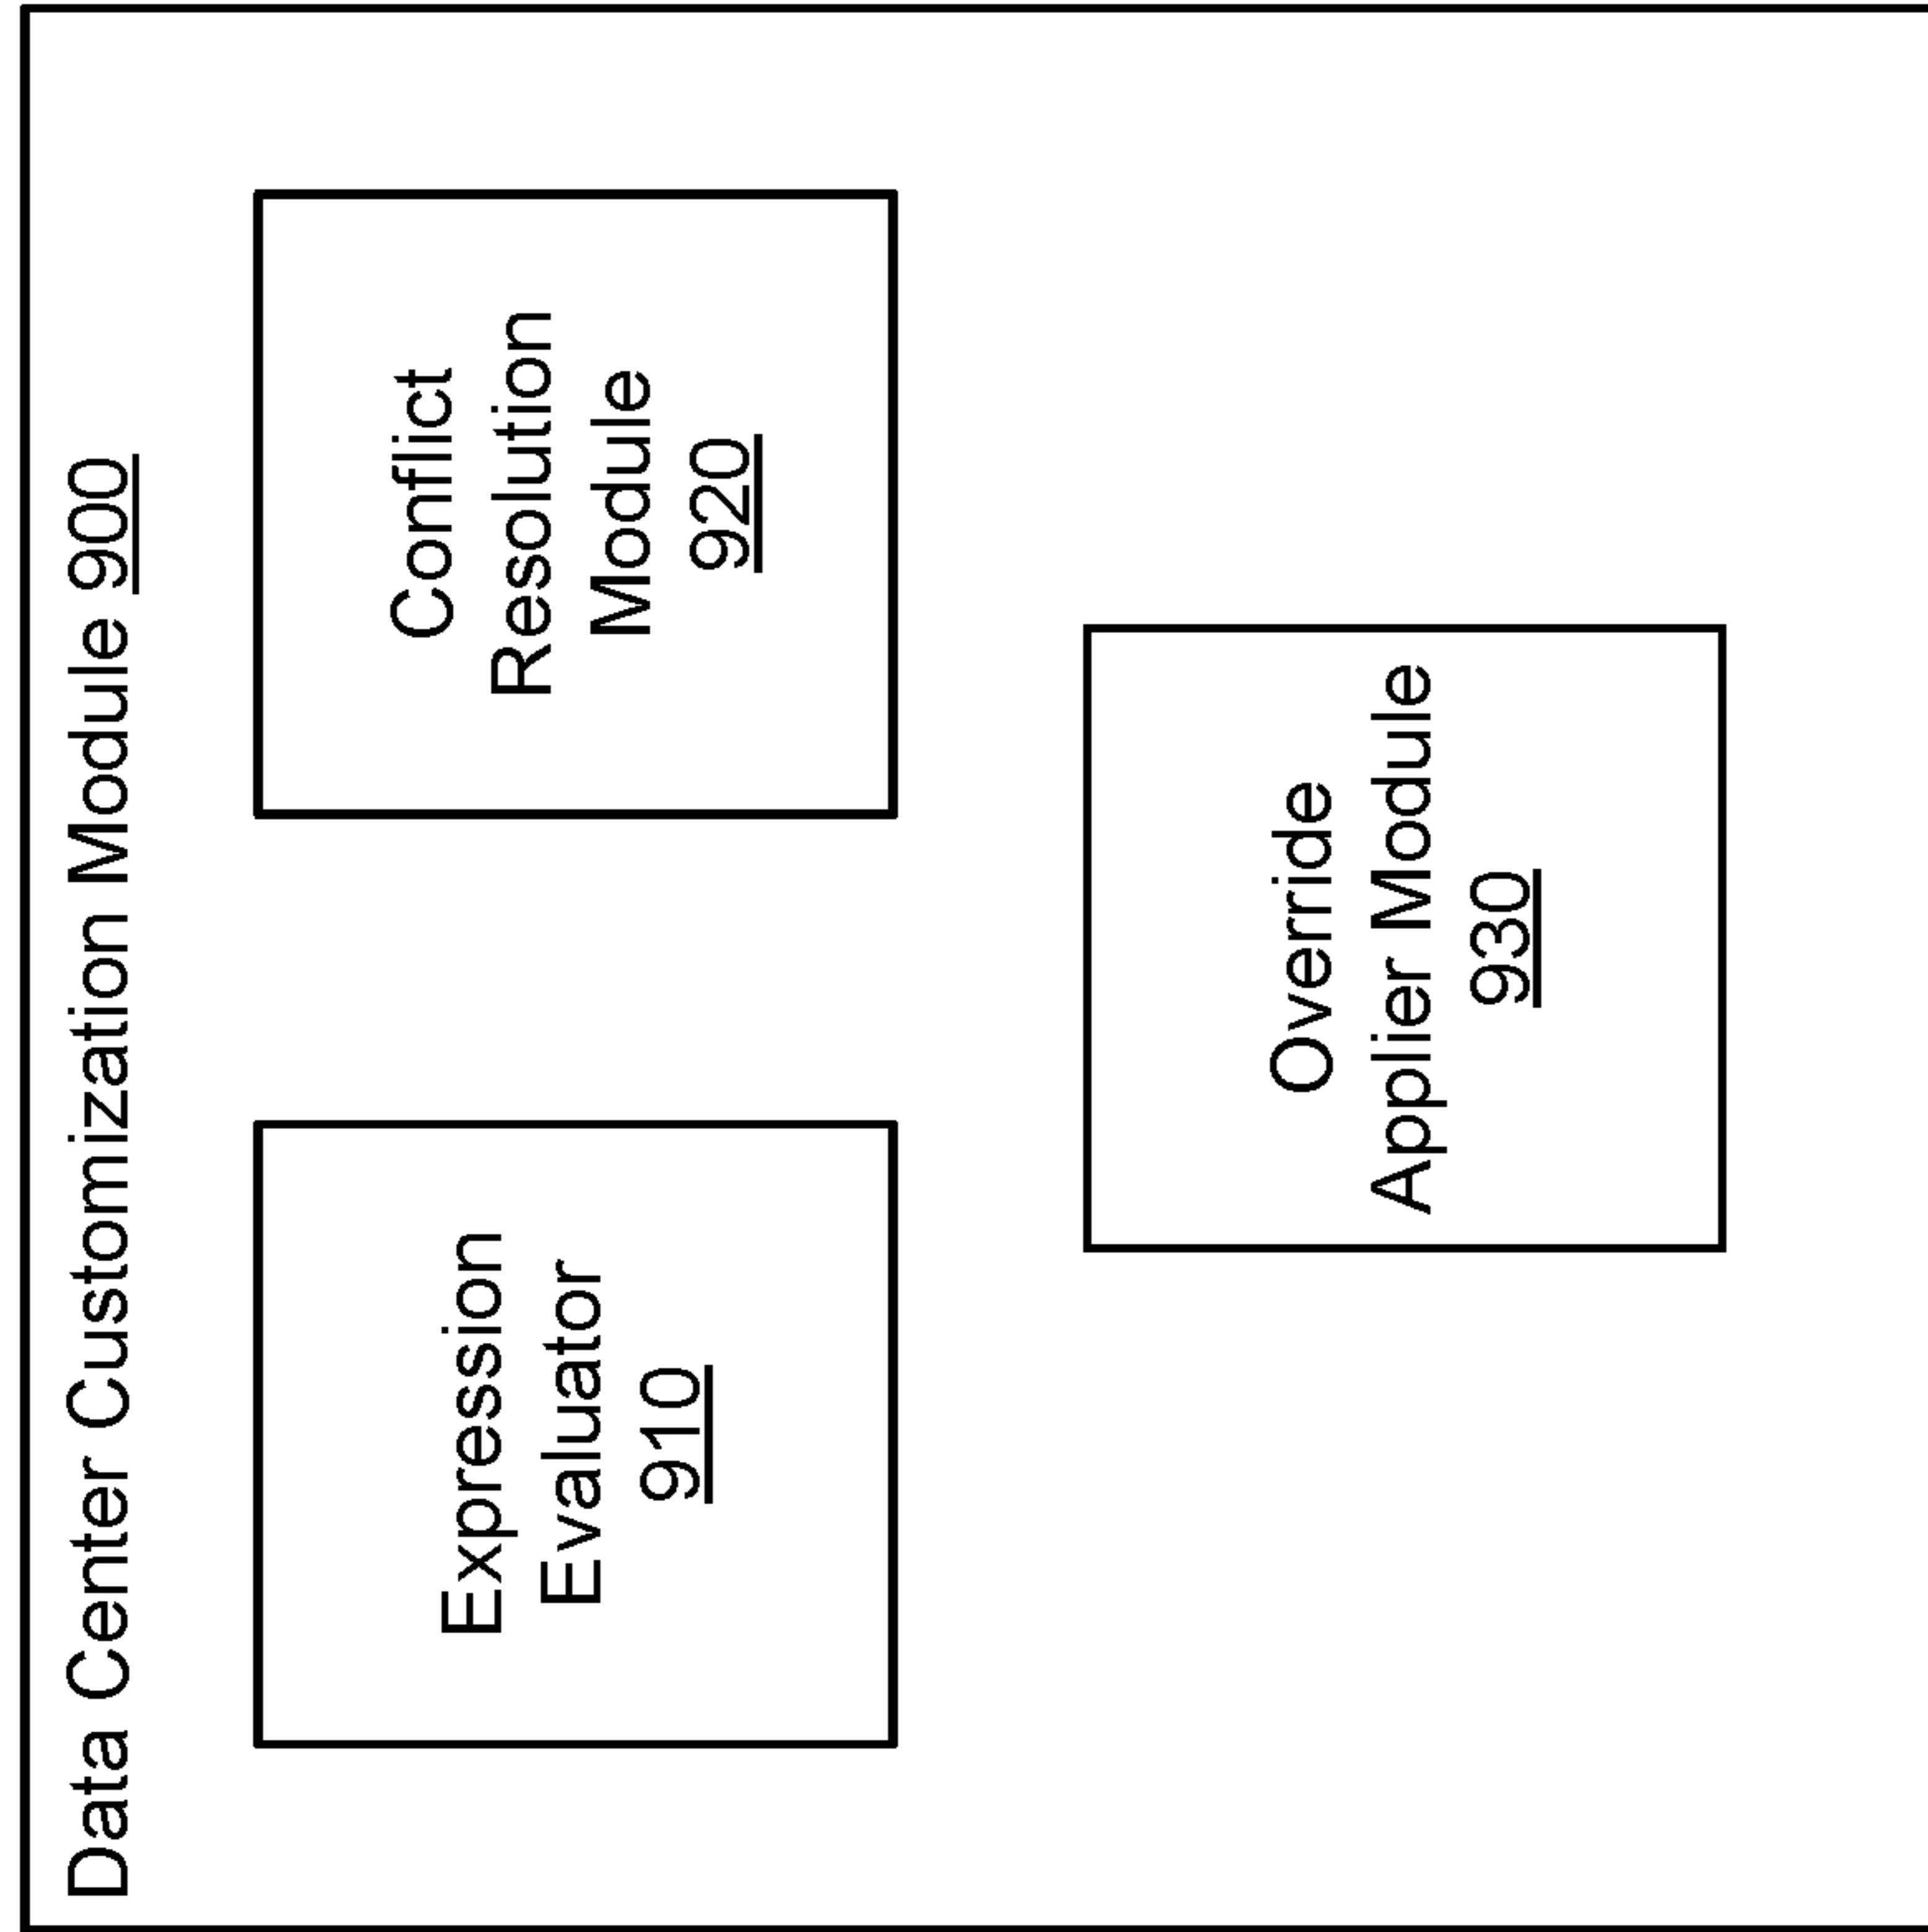 Data Center Customization Module 900
Expression
Evaluator
910
Conflict
Resolution
Module
920
Override
Applier Module
930